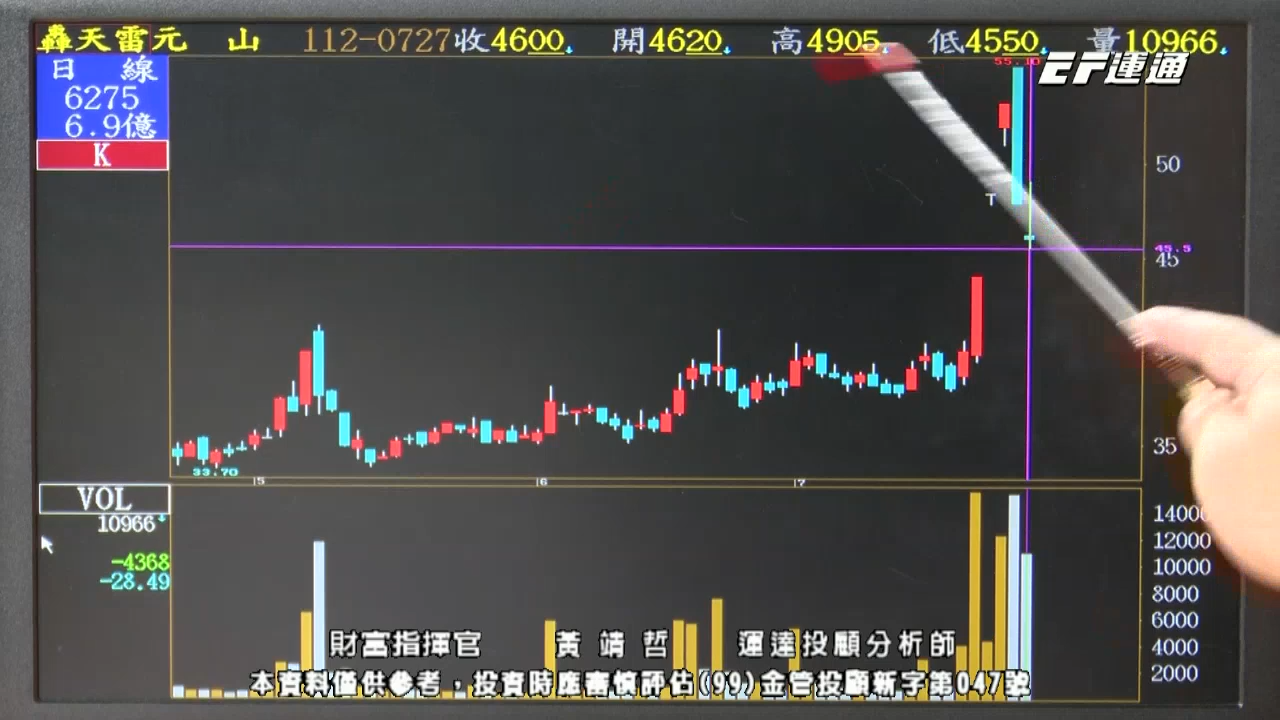 轟天雷元 山 112-0727收4600 開4620 高4905 低4550 量10966
日 線
6275
6.9億
K
EF運通
55.10
50
T
45.5
45
35
33.70
5 6 7
VOL
10966
-4368
-28.49
14000
12000
10000
8000
6000
4000
2000
財富指揮官 黃靖哲 運達投顧分析師
本資料僅供參考，投資時應審慎評估(99)金管投顧新字第047號